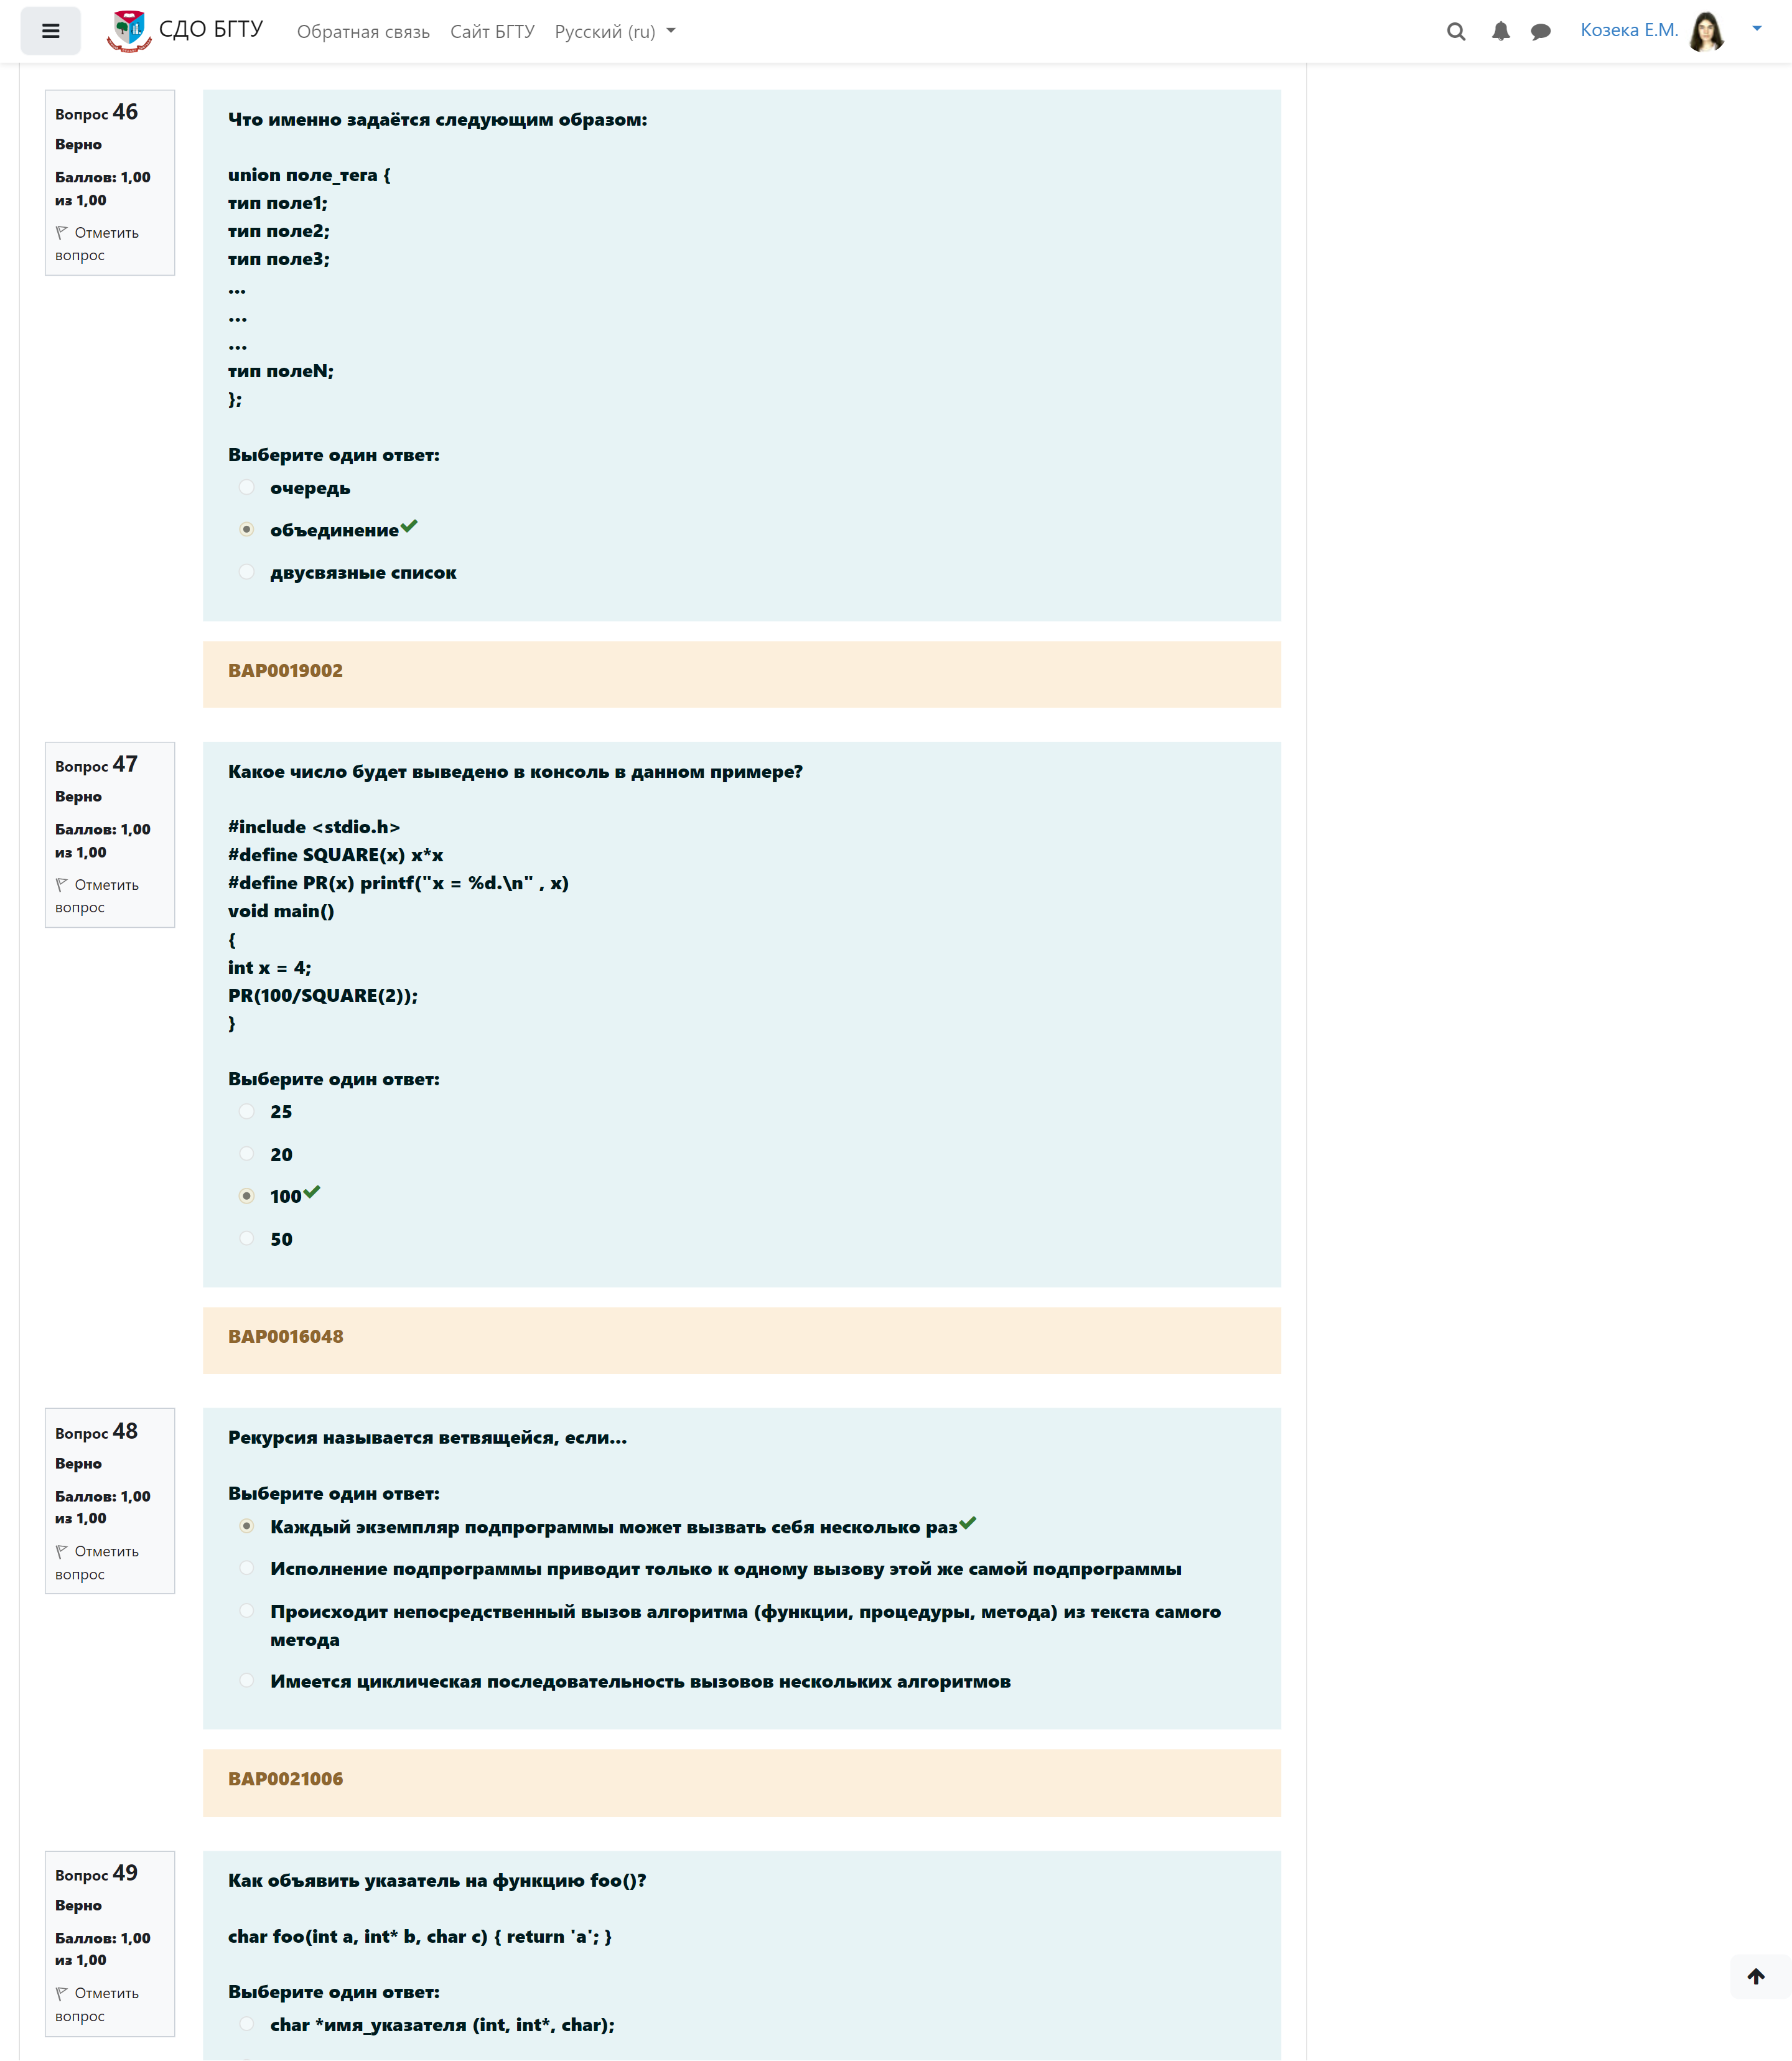 СДО БГТУ Обратная связь Сайт БГТУ Русский (ru) Козека Е.М.
Вопрос 46
Верно
Баллов: 1,00
из 1,00
Отметить
вопрос
Что именно задаётся следующим образом:
union поле_тега {
тип поле1;
тип поле2;
тип поле3;
...
...
...
тип полеN;
};
Выберите один ответ:
очередь
объединение
двусвязные список
BAP0019002
Вопрос 47
Верно
Баллов: 1,00
из 1,00
Отметить
вопрос
Какое число будет выведено в консоль в данном примере?
#include <stdio.h>
#define SQUARE(x) x*x
#define PR(x) printf("x = %d.\n" , x)
void main()
{
int x = 4;
PR(100/SQUARE(2));
}
Выберите один ответ:
25
20
100
50
BAP0016048
Вопрос 48
Верно
Баллов: 1,00
из 1,00
Отметить
вопрос
Рекурсия называется ветвящейся, если...
Выберите один ответ:
Каждый экземпляр подпрограммы может вызвать себя несколько раз
Исполнение подпрограммы приводит только к одному вызову этой же самой подпрограммы
Происходит непосредственный вызов алгоритма (функции, процедуры, метода) из текста самого
метода
Имеется циклическая последовательность вызовов нескольких алгоритмов
BAP0021006
Вопрос 49
Верно
Баллов: 1,00
из 1,00
Отметить
вопрос
Как объявить указатель на функцию foo()?
char foo(int a, int* b, char c) { return 'a'; }
Выберите один ответ:
char *имя_указателя (int, int*, char);